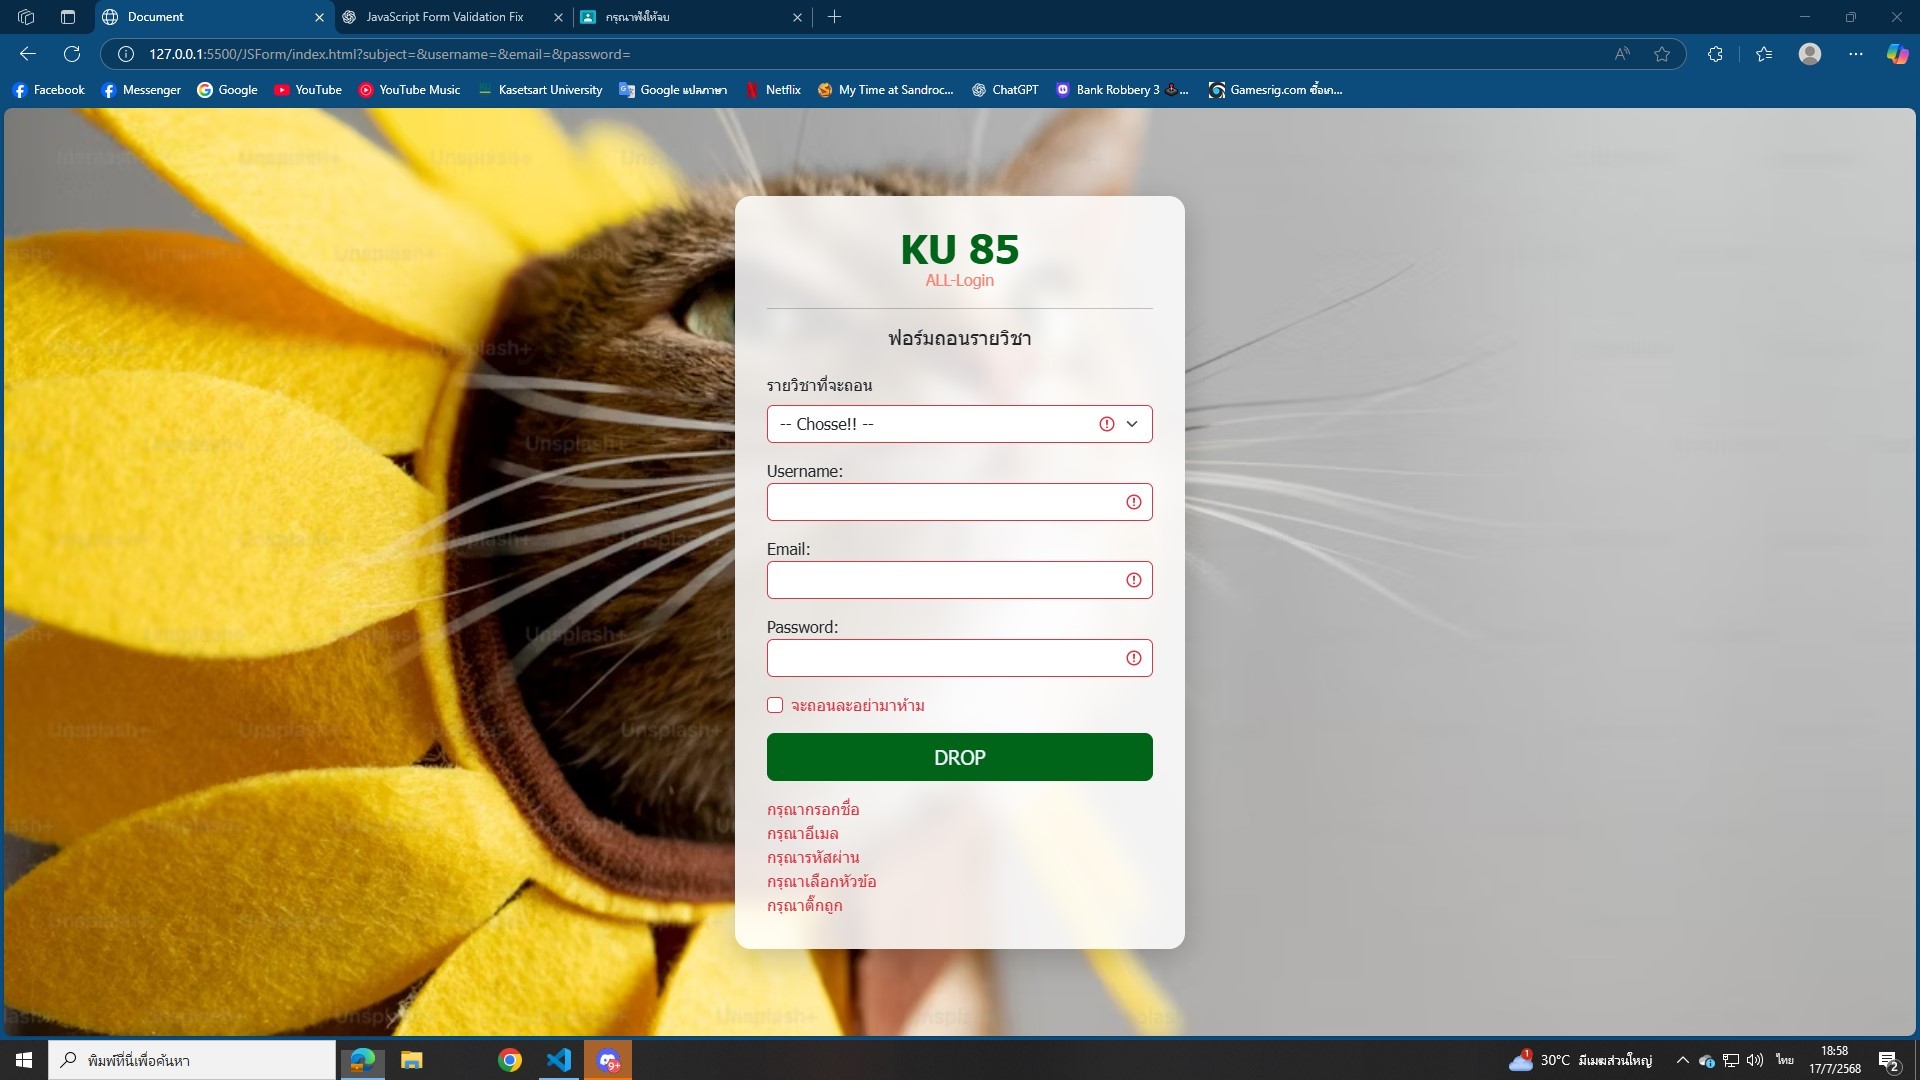 Document
JavaScript Form Validation Fix
กรุณาฟังให้จบ
127.0.0.1:5500/JSForm/index.html?subject=&username=&email=&password=
Facebook
Messenger
Google
YouTube
YouTube Music
Kasetsart University
Google แปลภาษา
Netflix
My Time at Sandroc...
ChatGPT
Bank Robbery 3 🕹...
Gamesrig.com ซื้อเก...
KU 85
ALL-Login
ฟอร์มถอนรายวิชา
รายวิชาที่จะถอน
-- Chosse!! --
Username:
Email:
Password:
จะถอนละอย่ามาห้าม
DROP
กรุณากรอกชื่อ
กรุณาอีเมล
กรุณารหัสผ่าน
กรุณาเลือกหัวข้อ
กรุณาติ๊กถูก
Unsplash+
พิมพ์ที่นี่เพื่อค้นหา
9+
1
30°C มีเมฆส่วนใหญ่
ไทย
18:58
17/7/2568
2